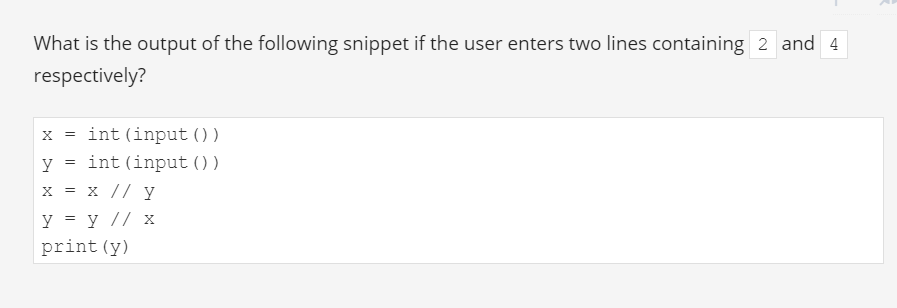 What is the output of the following snippet if the user enters two lines containing 2 and 4
respectively?
x = int(input())
y = int(input())
x = x // y
y = y // x
print(y)